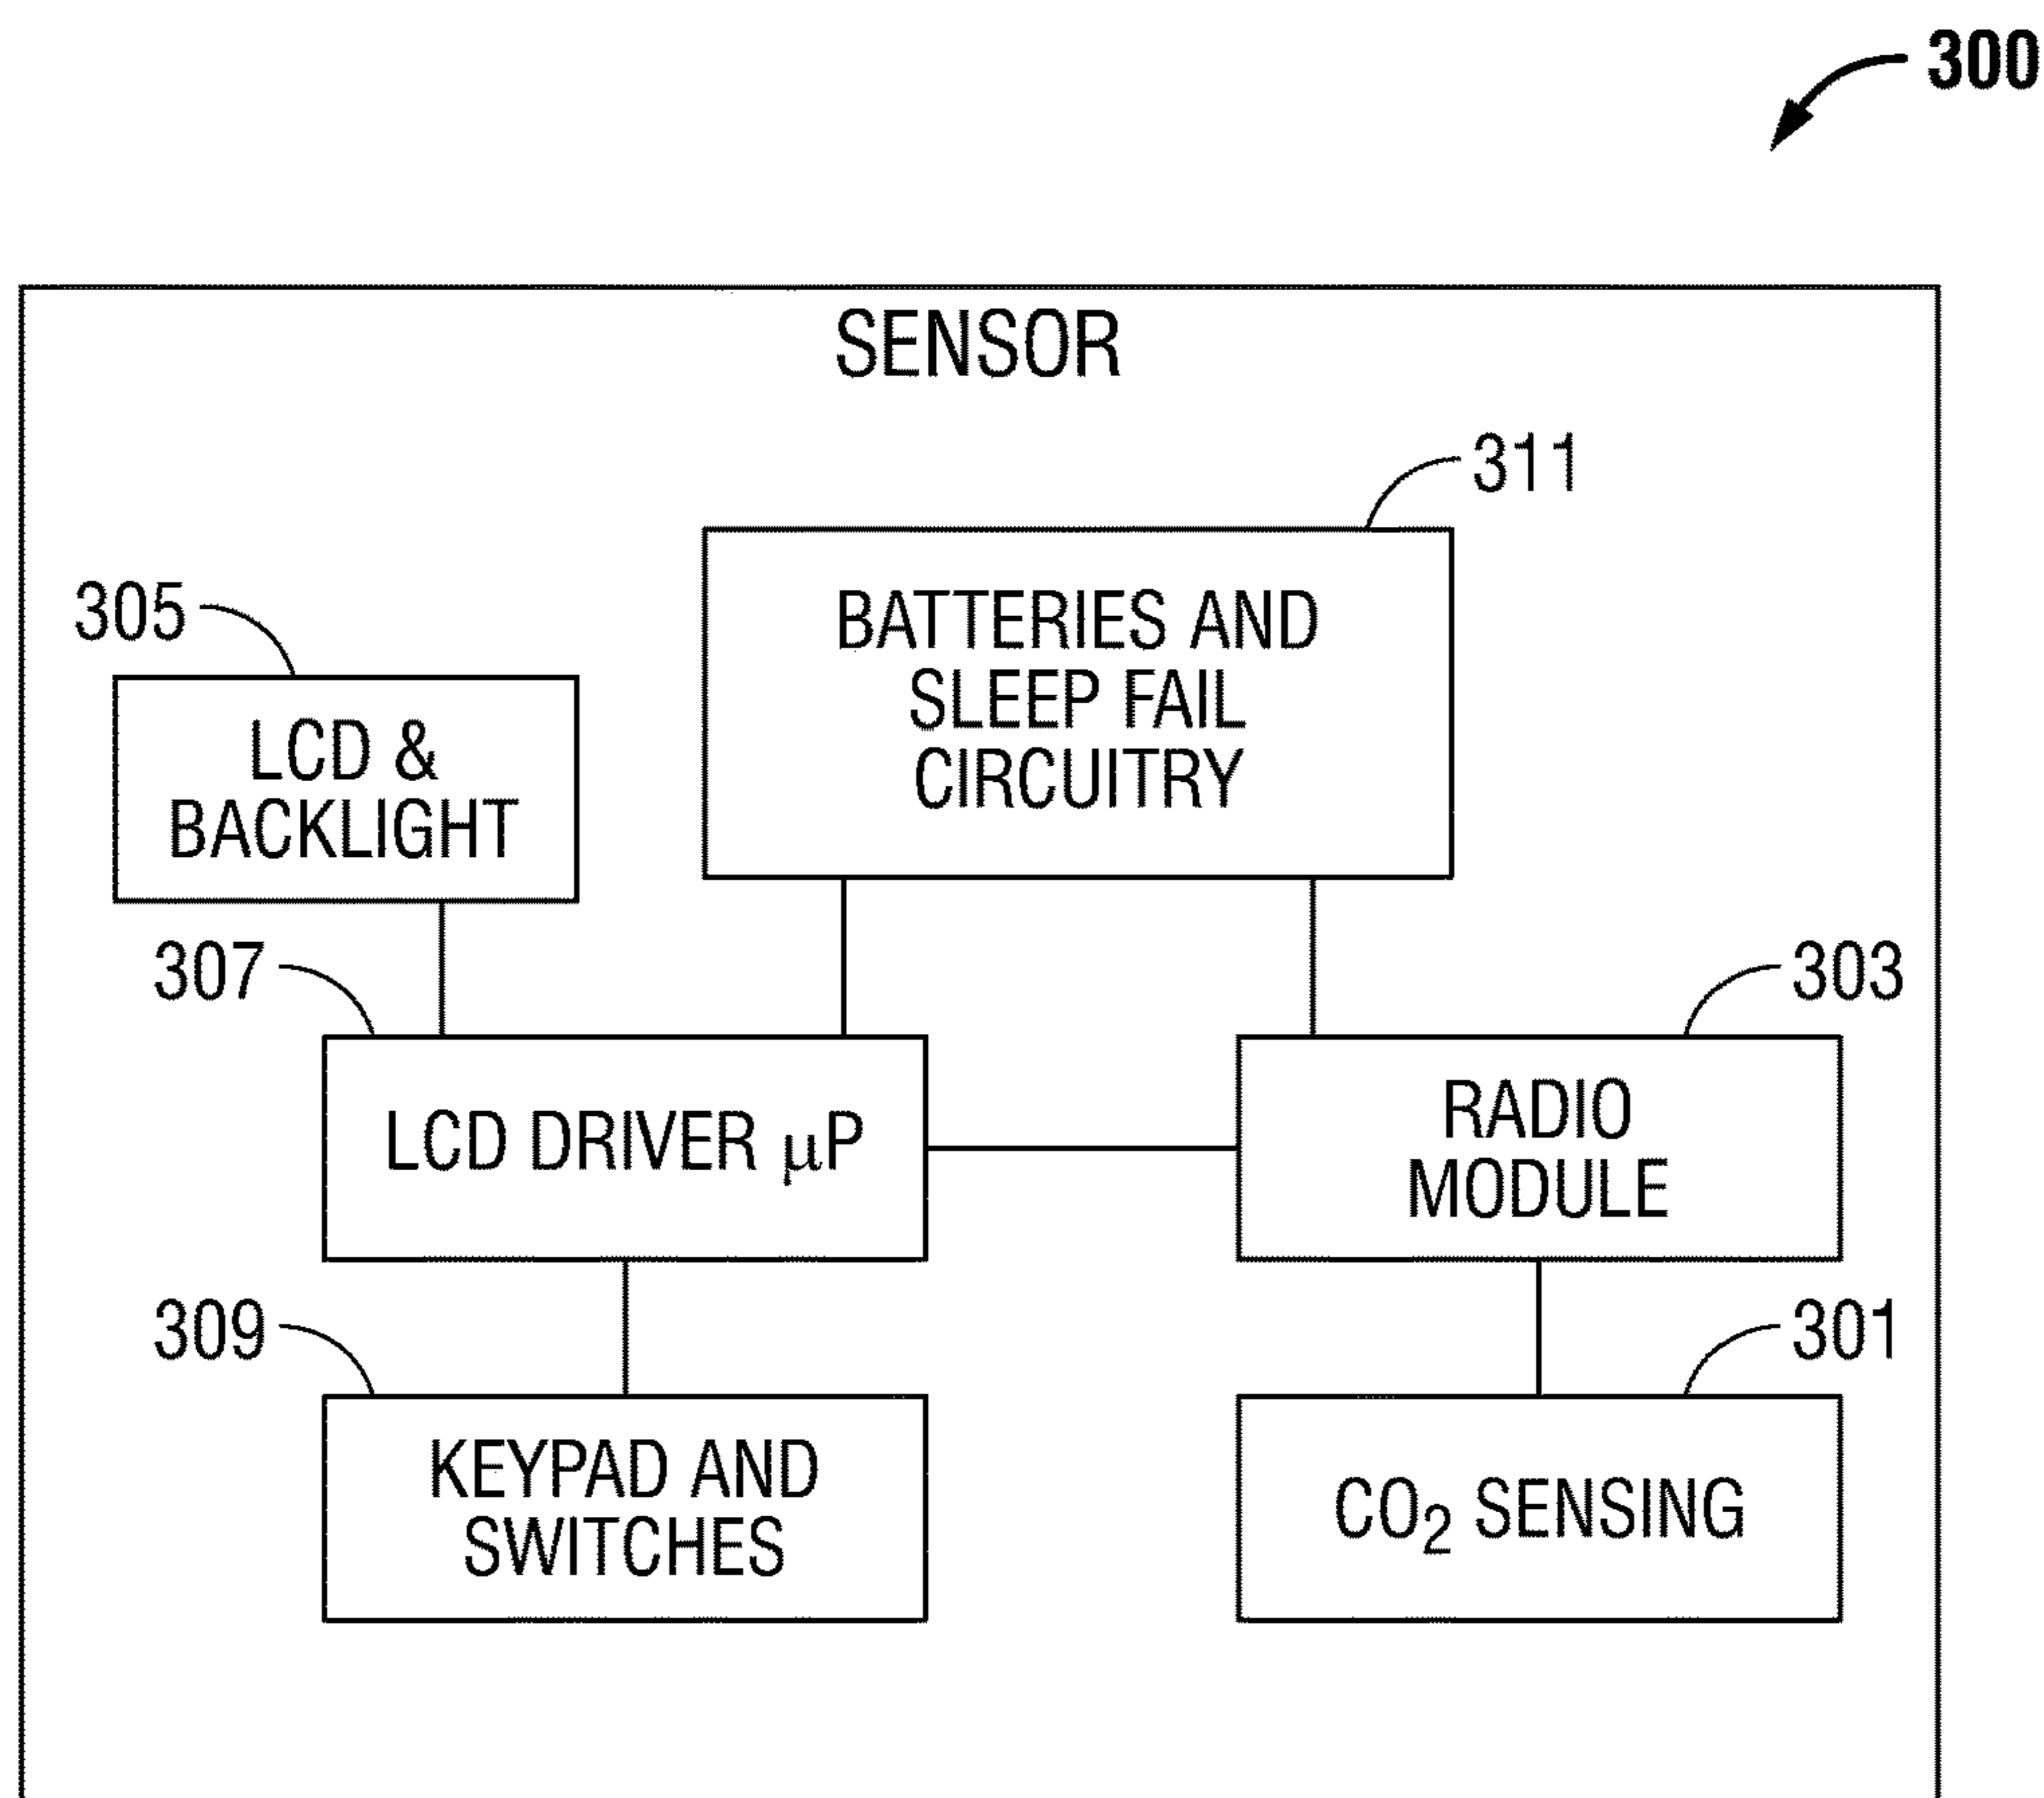 300
SENSOR
311
BATTERIES AND
SLEEP FAIL
CIRCUITRY
305
LCD &
BACKLIGHT
307
LCD DRIVER μP
303
RADIO
MODULE
309
KEYPAD AND
SWITCHES
301
CO₂ SENSING